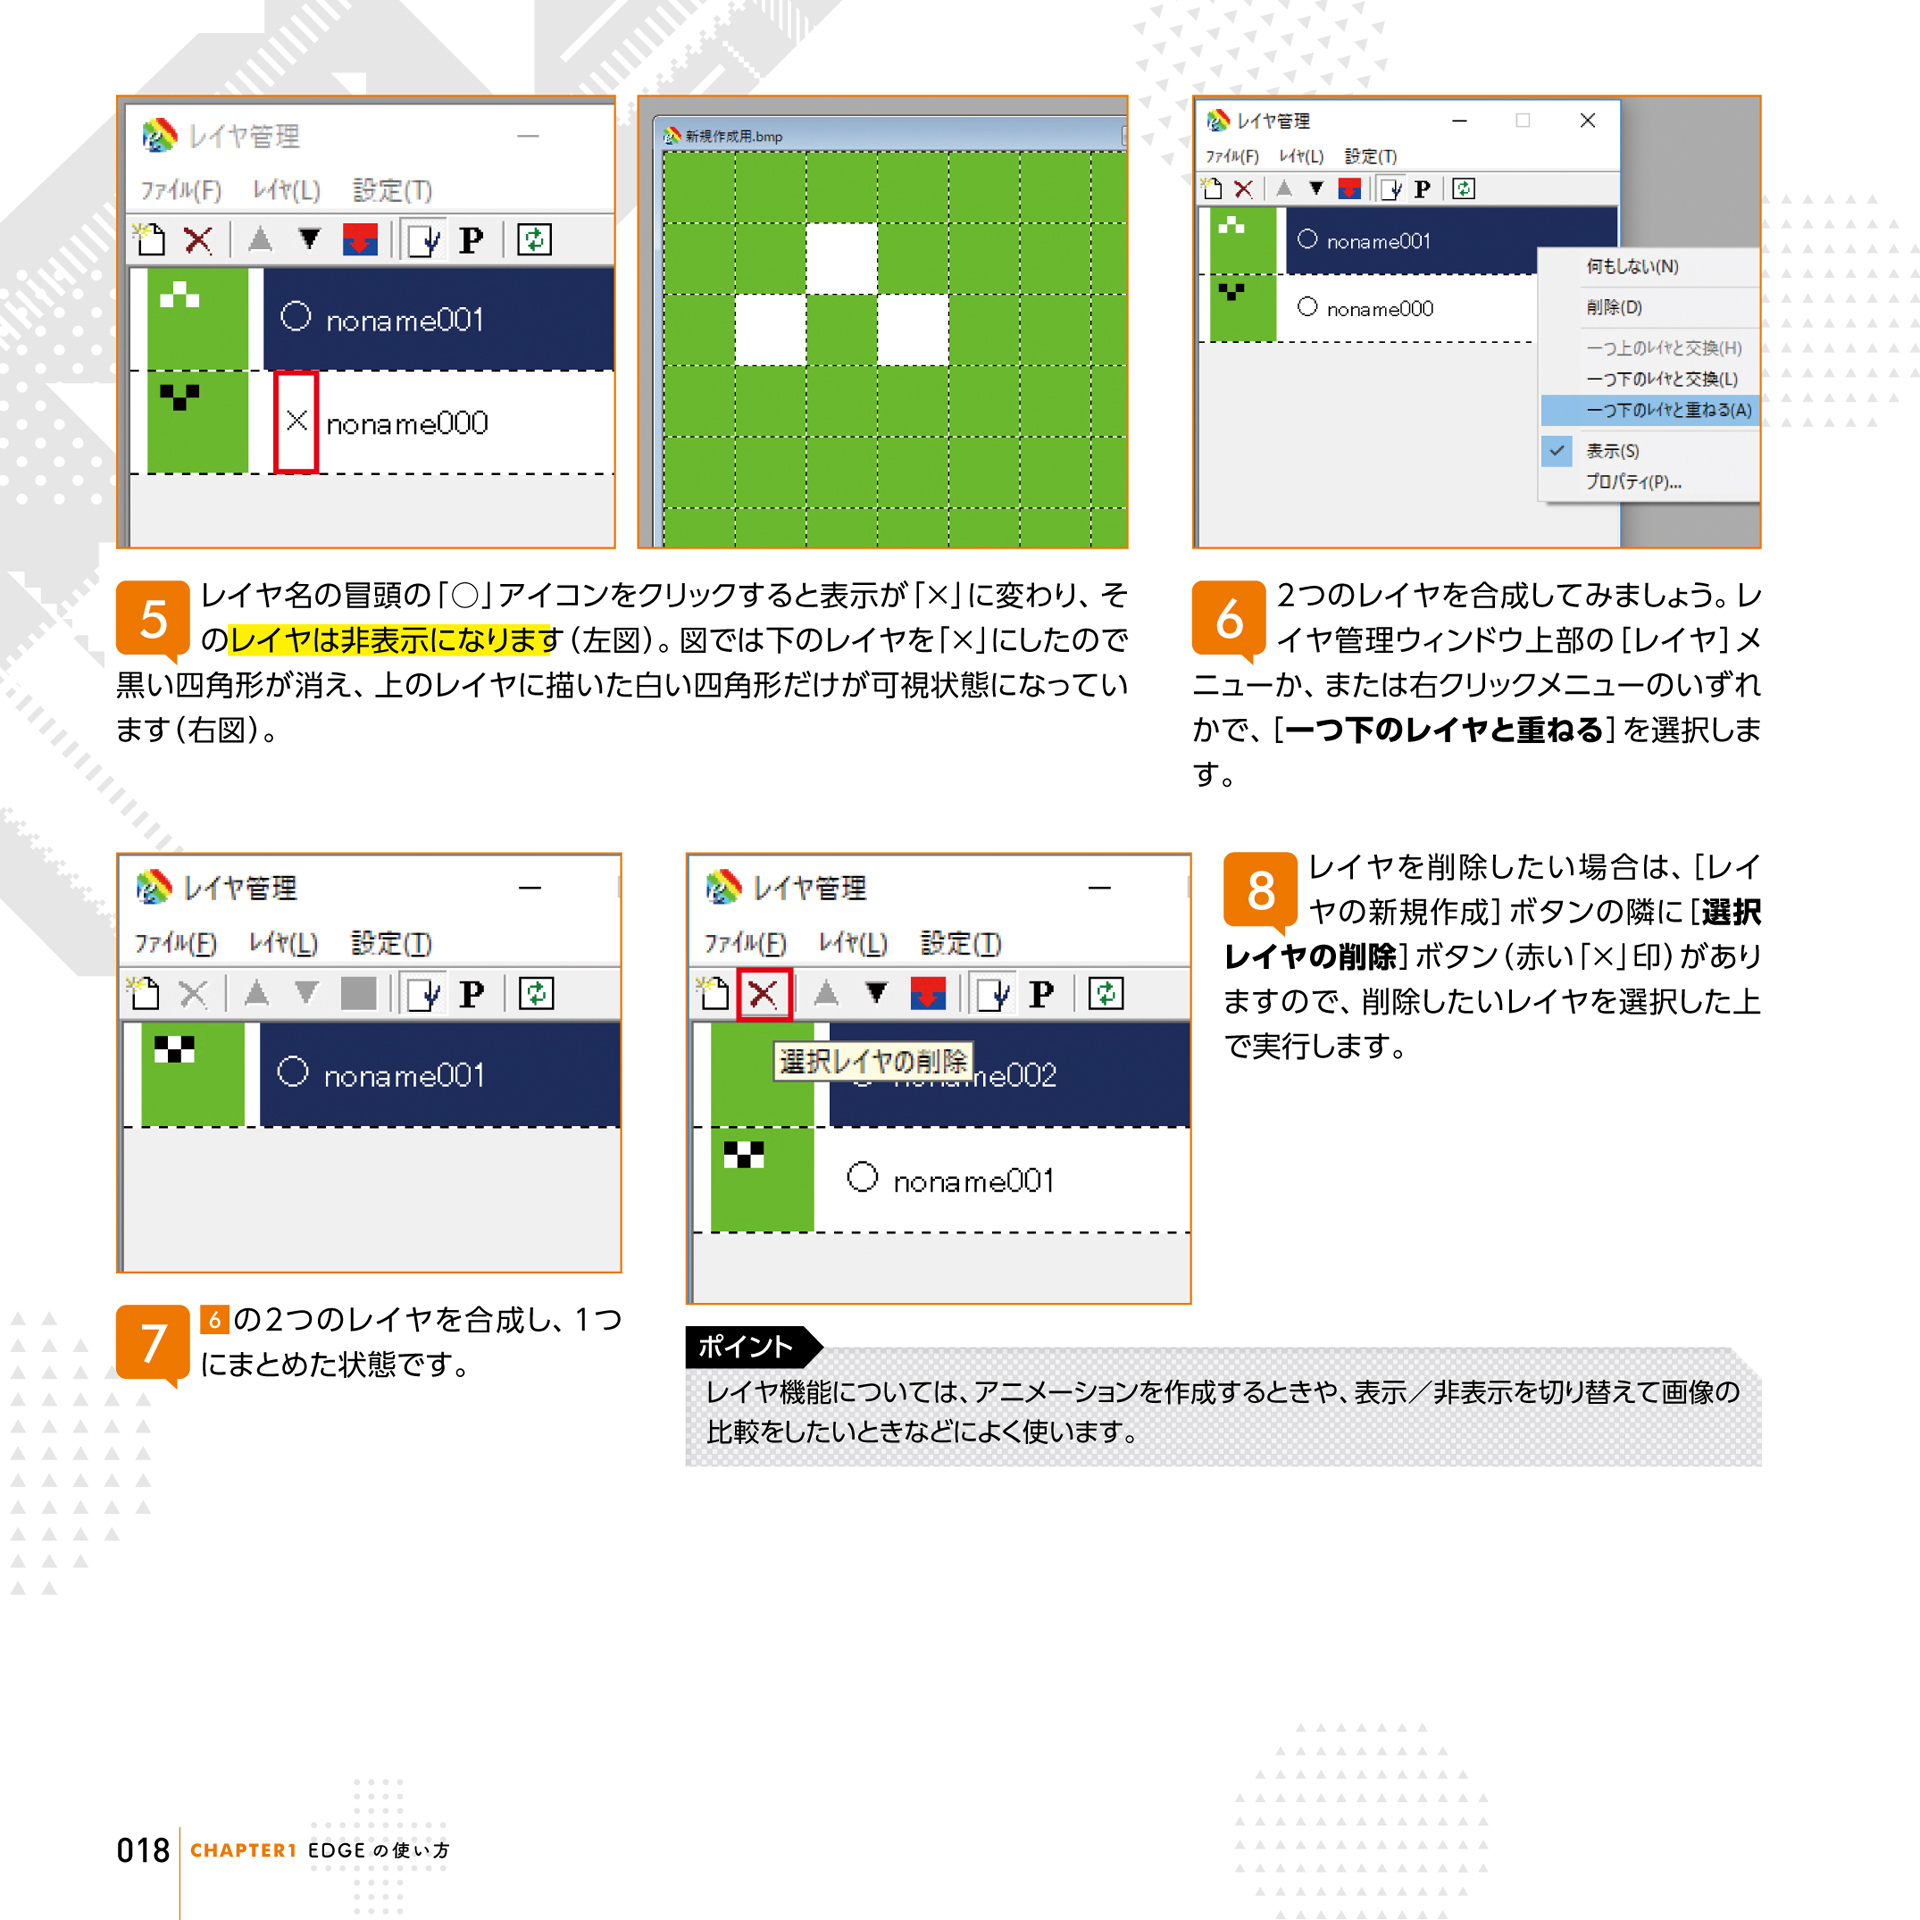 レイヤ管理
ファイル(F) レイヤ(L) 設定(T)
P
noname001
× noname000
新規作成用.bmp
レイヤ管理
ファイル(F) レイヤ(L) 設定(T)
P
noname001
noname000
何もしない(N)
削除(D)
一つ上のレイヤと交換(H)
一つ下のレイヤと交換(L)
一つ下のレイヤと重ねる(A)
表示(S)
プロパティ(P)...
5 レイヤ名の冒頭の「○」アイコンをクリックすると表示が「×」に変わり、そ
のレイヤは非表示になります（左図）。図では下のレイヤを「×」にしたので
黒い四角形が消え、上のレイヤに描いた白い四角形だけが可視状態になってい
ます（右図）。
6 2つのレイヤを合成してみましょう。レ
イヤ管理ウィンドウ上部の［レイヤ］メ
ニューか、または右クリックメニューのいずれ
かで、［一つ下のレイヤと重ねる］を選択しま
す。
レイヤ管理
ファイル(F) レイヤ(L) 設定(T)
P
noname001
7 6の2つのレイヤを合成し、1つ
にまとめた状態です。
レイヤ管理
ファイル(F) レイヤ(L) 設定(T)
P
選択レイヤの削除
me002
noname001
8 レイヤを削除したい場合は、［レイ
ヤの新規作成］ボタンの隣に［選択
レイヤの削除］ボタン（赤い「×」印）があり
ますので、削除したいレイヤを選択した上
で実行します。
ポイント
レイヤ機能については、アニメーションを作成するときや、表示／非表示を切り替えて画像の
比較をしたいときなどによく使います。
018 CHAPTER1 EDGEの使い方